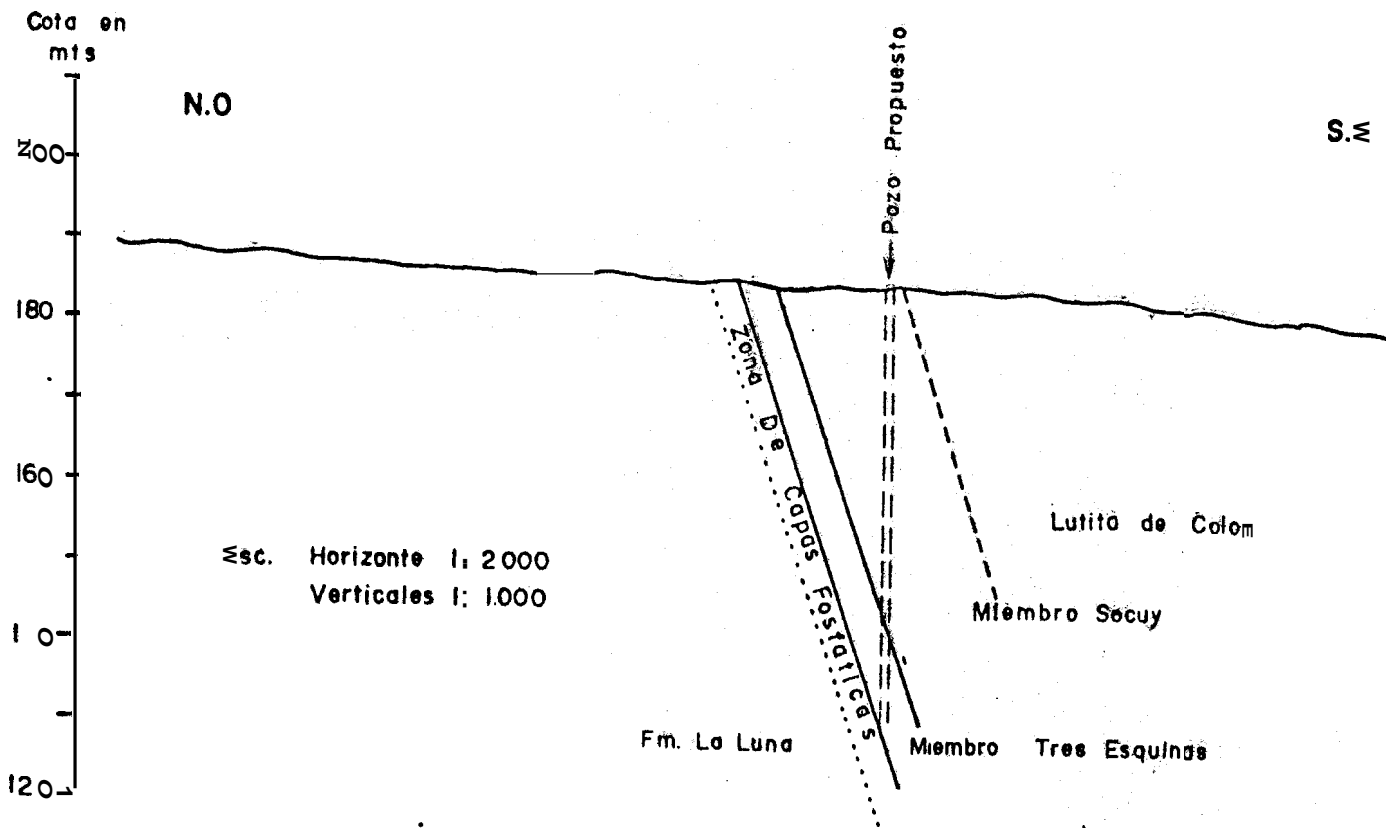 Cota en
mts
N.O
S.E
200
180
160
1 0
120
Pozo Propuesto
Zona De Capas Fosfaticas
Esc. Horizonte 1: 2000
Verticales 1: 1.000
Lutita de Colom
Miembro Socuy
Fm. La Luna
Miembro Tres Esquinas